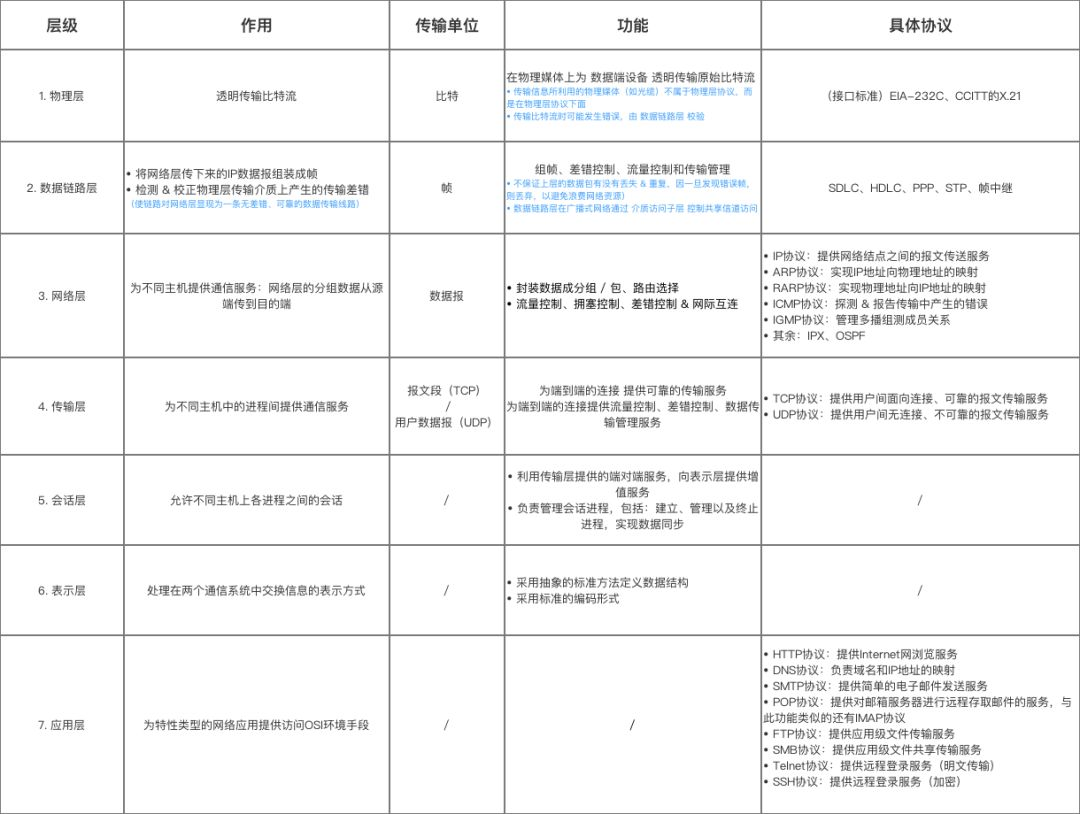 层级
作用
传输单位
功能
具体协议
1. 物理层
透明传输比特流
比特
在物理媒体上为 数据端设备 透明传输原始比特流
• 传输信息所利用的物理媒体（如光缆）不属于物理层协议，而
是在物理层协议下面
• 传输比特流时可能发生错误，由 数据链路层 校验
（接口标准）EIA-232C、CCITT的X.21
2. 数据链路层
• 将网络层传下来的IP数据报组装成帧
• 检测 & 校正物理层传输介质上产生的传输差错
（使链路对网络层显现为一条无差错、可靠的数据传输线路）
帧
组帧、差错控制、流量控制和传输管理
• 不保证上层的数据包有没有丢失 & 重复，因一旦发现错误帧，
则丢弃，以避免浪费网络资源）
• 数据链路层在广播式网络通过 介质访问子层 控制共享信道访问
SDLC、HDLC、PPP、STP、帧中继
3. 网络层
为不同主机提供通信服务：网络层的分组数据从源
端传到目的端
数据报
• 封装数据成分组 / 包、路由选择
• 流量控制、拥塞控制、差错控制 & 网际互连
• IP协议：提供网络结点之间的报文传送服务
• ARP协议：实现IP地址向物理地址的映射
• RARP协议：实现物理地址向IP地址的映射
• ICMP协议：探测 & 报告传输中产生的错误
• IGMP协议：管理多播组测成员关系
• 其余：IPX、OSPF
4. 传输层
为不同主机中的进程间提供通信服务
报文段（TCP）
/
用户数据报（UDP）
为端到端的连接 提供可靠的传输服务
为端到端的连接提供流量控制、差错控制、数据传
输管理服务
• TCP协议：提供用户间面向连接、可靠的报文传输服务
• UDP协议：提供用户间无连接、不可靠的报文传输服务
5. 会话层
允许不同主机上各进程之间的会话
/
• 利用传输层提供的端对端服务，向表示层提供增
值服务
• 负责管理会话进程，包括：建立、管理以及终止
进程，实现数据同步
/
6. 表示层
处理在两个通信系统中交换信息的表示方式
/
• 采用抽象的标准方法定义数据结构
• 采用标准的编码形式
/
7. 应用层
为特性类型的网络应用提供访问OSI环境手段
/
/
• HTTP协议：提供Internet网浏览服务
• DNS协议：负责域名和IP地址的映射
• SMTP协议：提供简单的电子邮件发送服务
• POP协议：提供对邮箱服务器进行远程存取邮件的服务，与
此功能类似的还有IMAP协议
• FTP协议：提供应用级文件传输服务
• SMB协议：提供应用级文件共享传输服务
• Telnet协议：提供远程登录服务（明文传输）
• SSH协议：提供远程登录服务（加密）